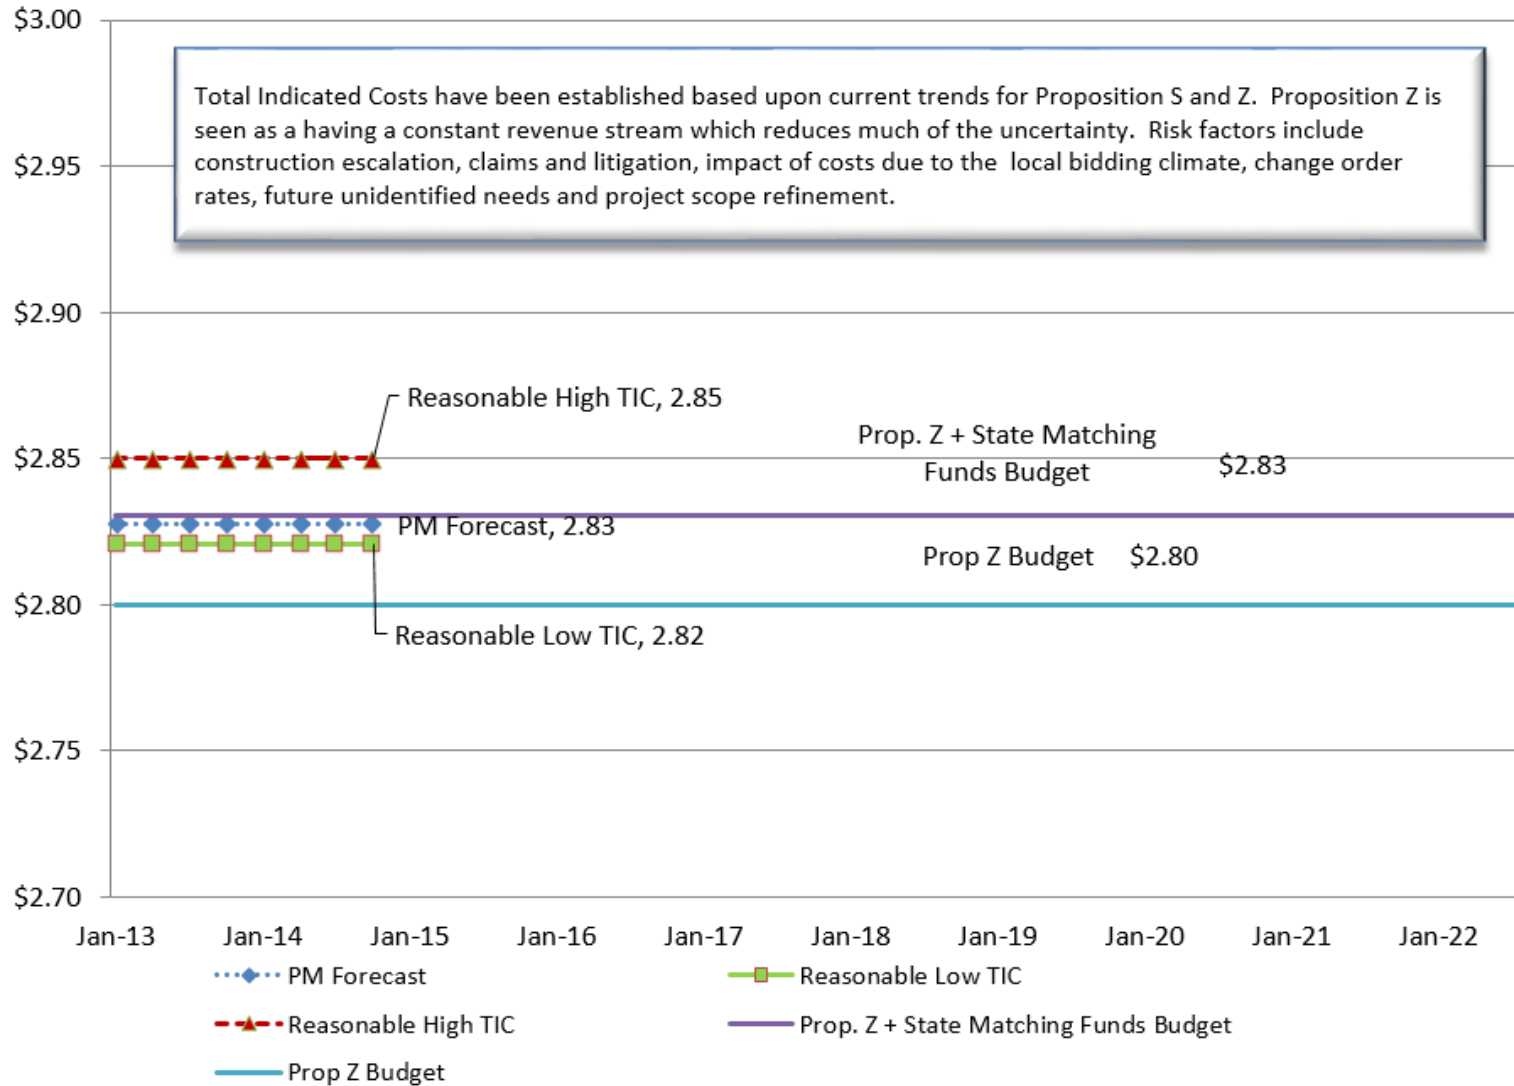 $3.00
Total Indicated Costs have been established based upon current trends for Proposition S and Z.  Proposition Z is
seen as a having a constant revenue stream which reduces much of the uncertainty.  Risk factors include
construction escalation, claims and litigation, impact of costs due to the  local bidding climate, change order
rates, future unidentified needs and project scope refinement.
$2.95
$2.90
Reasonable High TIC, 2.85
Prop. Z + State Matching
Funds Budget
$2.83
$2.85
PM Forecast, 2.83
Prop Z Budget $2.80
$2.80
Reasonable Low TIC, 2.82
$2.75
$2.70
Jan-13 Jan-14 Jan-15 Jan-16 Jan-17 Jan-18 Jan-19 Jan-20 Jan-21 Jan-22
PM Forecast
Reasonable Low TIC
Reasonable High TIC
Prop. Z + State Matching Funds Budget
Prop Z Budget